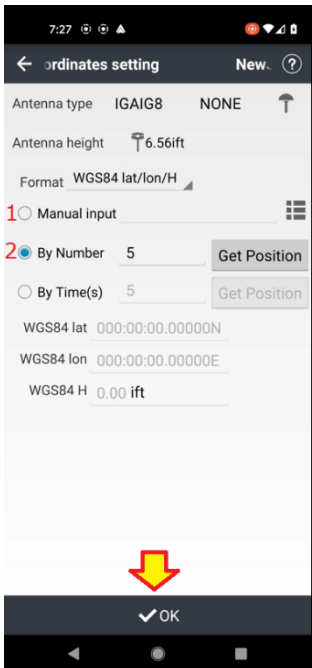 7:27
ordinates setting New. ?
Antenna type IGAIG8 NONE
Antenna height 6.56ift
Format WGS84 lat/lon/H
1 Manual input
2 By Number 5 Get Position
By Time(s) 5 Get Position
WGS84 lat 000:00:00.00000N
WGS84 lon 000:00:00.00000E
WGS84 H 0.00 ift
OK